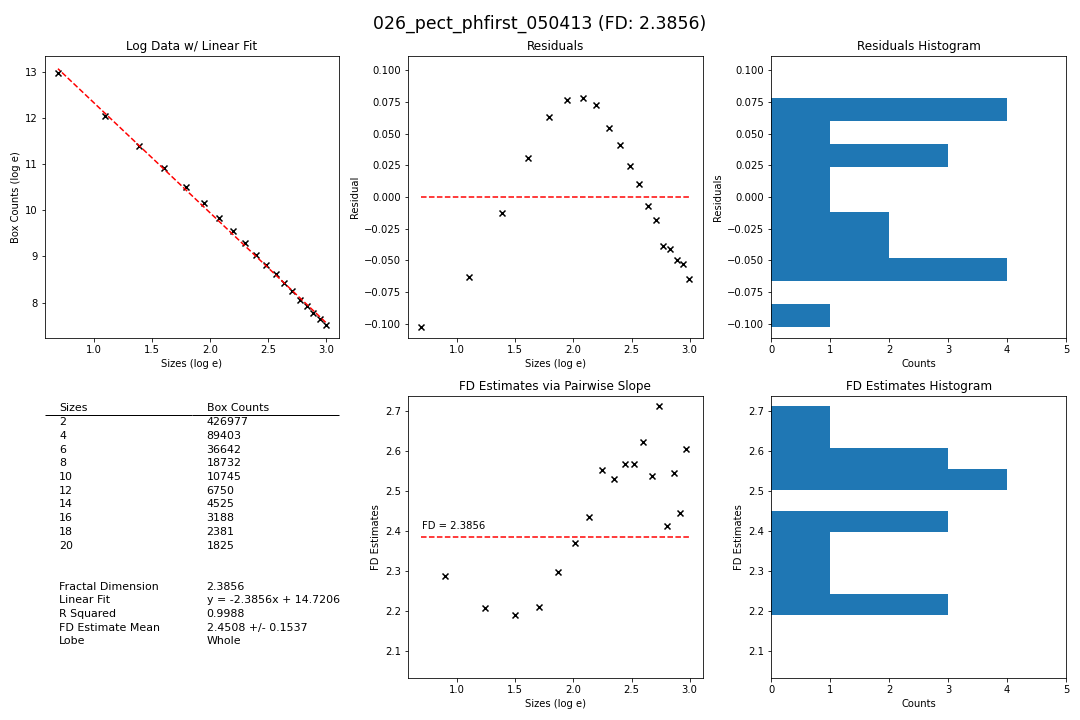 026_pect_phfirst_050413 (FD: 2.3856)
Log Data w/ Linear Fit
13
12
11
10
9
8
Box Counts (log e)
1.0 1.5 2.0 2.5 3.0
Sizes (log e)
Residuals
0.100
0.075
0.050
0.025
0.000
−0.025
−0.050
−0.075
−0.100
Residual
1.0 1.5 2.0 2.5 3.0
Sizes (log e)
Residuals Histogram
0.100
0.075
0.050
0.025
0.000
−0.025
−0.050
−0.075
−0.100
Residuals
0 1 2 3 4 5
Counts
Sizes Box Counts
2 426977
4 89403
6 36642
8 18732
10 10745
12 6750
14 4525
16 3188
18 2381
20 1825
Fractal Dimension 2.3856
Linear Fit y = -2.3856x + 14.7206
R Squared 0.9988
FD Estimate Mean 2.4508 +/- 0.1537
Lobe Whole
FD Estimates via Pairwise Slope
2.7
2.6
2.5
2.4
2.3
2.2
2.1
FD Estimates
FD = 2.3856
1.0 1.5 2.0 2.5 3.0
Sizes (log e)
FD Estimates Histogram
2.7
2.6
2.5
2.4
2.3
2.2
2.1
FD Estimates
0 1 2 3 4 5
Counts